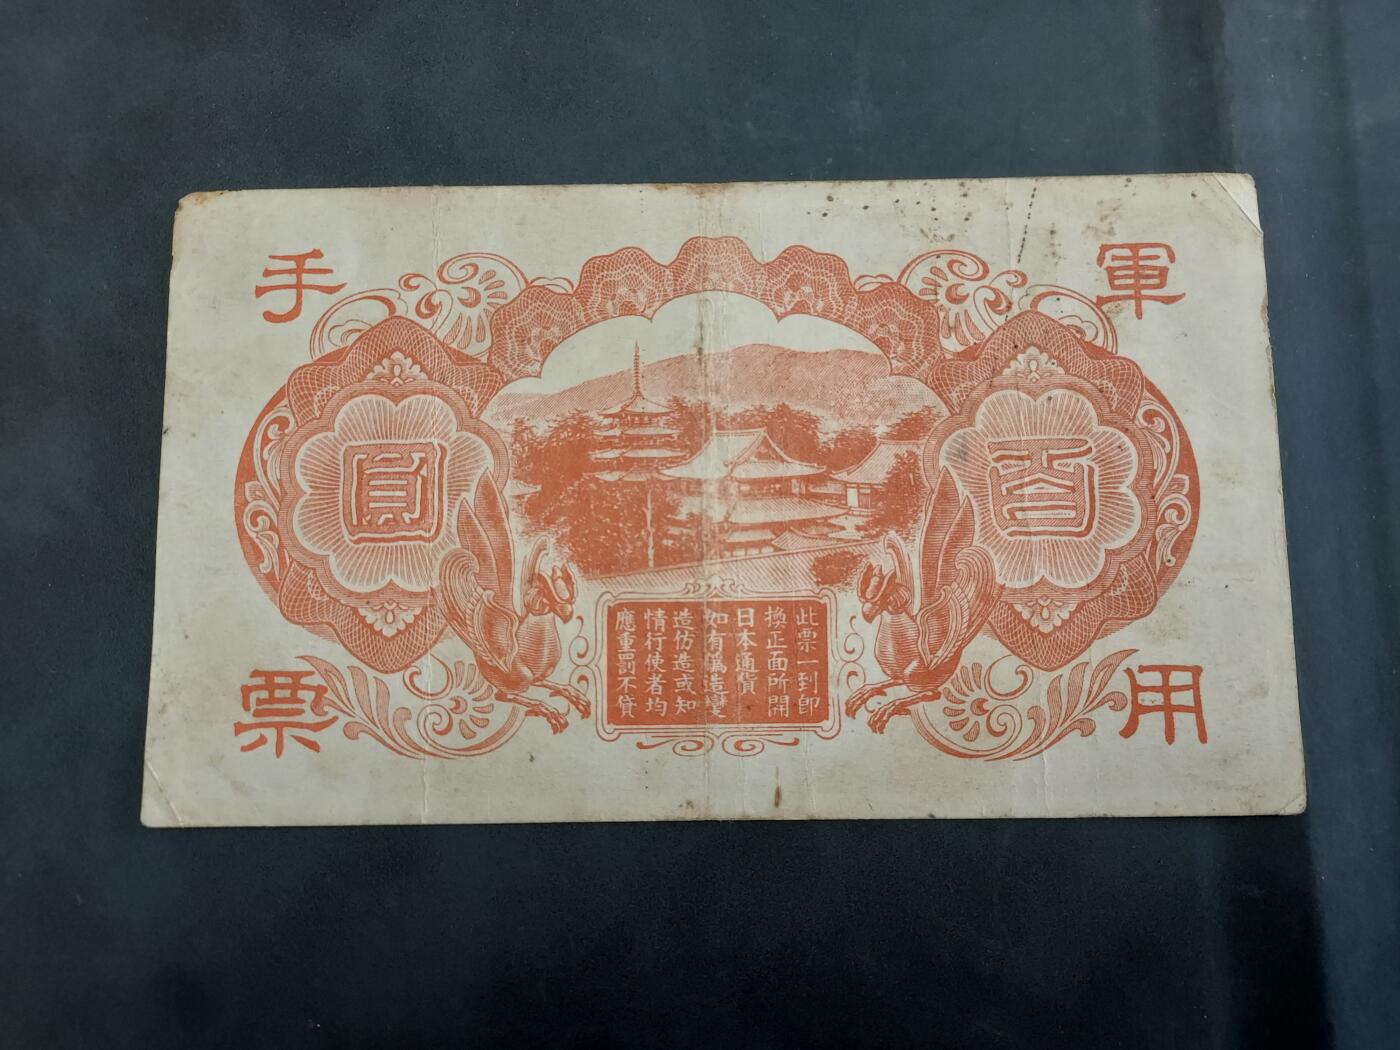 軍用
手票
百
圓
此票一到即
換正面所開
日本通貨
如有僞造變
造仿造或知
情行使者均
應重罰不貸